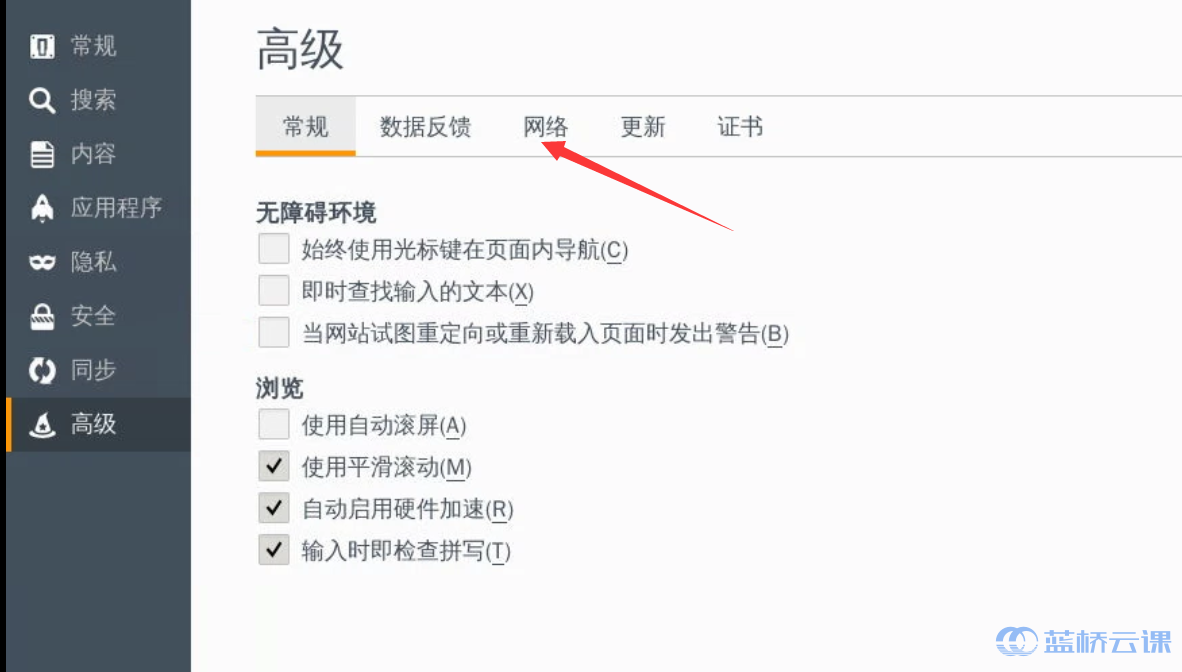 常规
搜索
内容
应用程序
隐私
安全
同步
高级
高级
常规 数据反馈 网络 更新 证书
无障碍环境
始终使用光标键在页面内导航(C)
即时查找输入的文本(X)
当网站试图重定向或重新载入页面时发出警告(B)
浏览
使用自动滚屏(A)
使用平滑滚动(M)
自动启用硬件加速(R)
输入时即检查拼写(T)
蓝桥云课